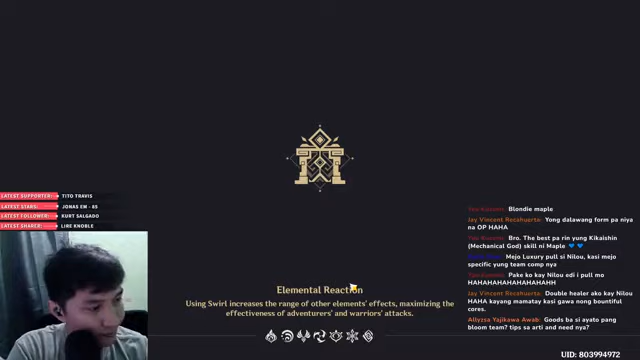 LATEST SUPPORTER: TITO TRAVIS
LATEST STARS: JONAS EM - 65
LATEST FOLLOWER: KURT SALGADO
LATEST SHARER: LIRE KNOBLE
Elemental Reaction
Using Swirl increases the range of other elements' effects, maximizing the
effectiveness of adventurers' and warriors' attacks.
Blondie maple
Jay Vincent Recahuerte: Yong dalawang form pa niya
na OP HAHA
Bro. The best pa rin yung Kikaishin
(Mechanical God) skill ni Maple 💙💙
Mejo Luxury pull si Nilou, kasi mejo
specific yung team comp nya
Pake ko kay Nilou edi i pull mo
HAHAHAHAHAHAHAHH
Jay Vincent Recahuerte: Double healer ako kay Nilou
HAHA kayang mamatay kasi gawa nong bountiful
cores.
Allyzsa Yajikawa Awab: Goods ba si ayato pang
bloom team? tips sa arti and need nya?
UID: 803994972